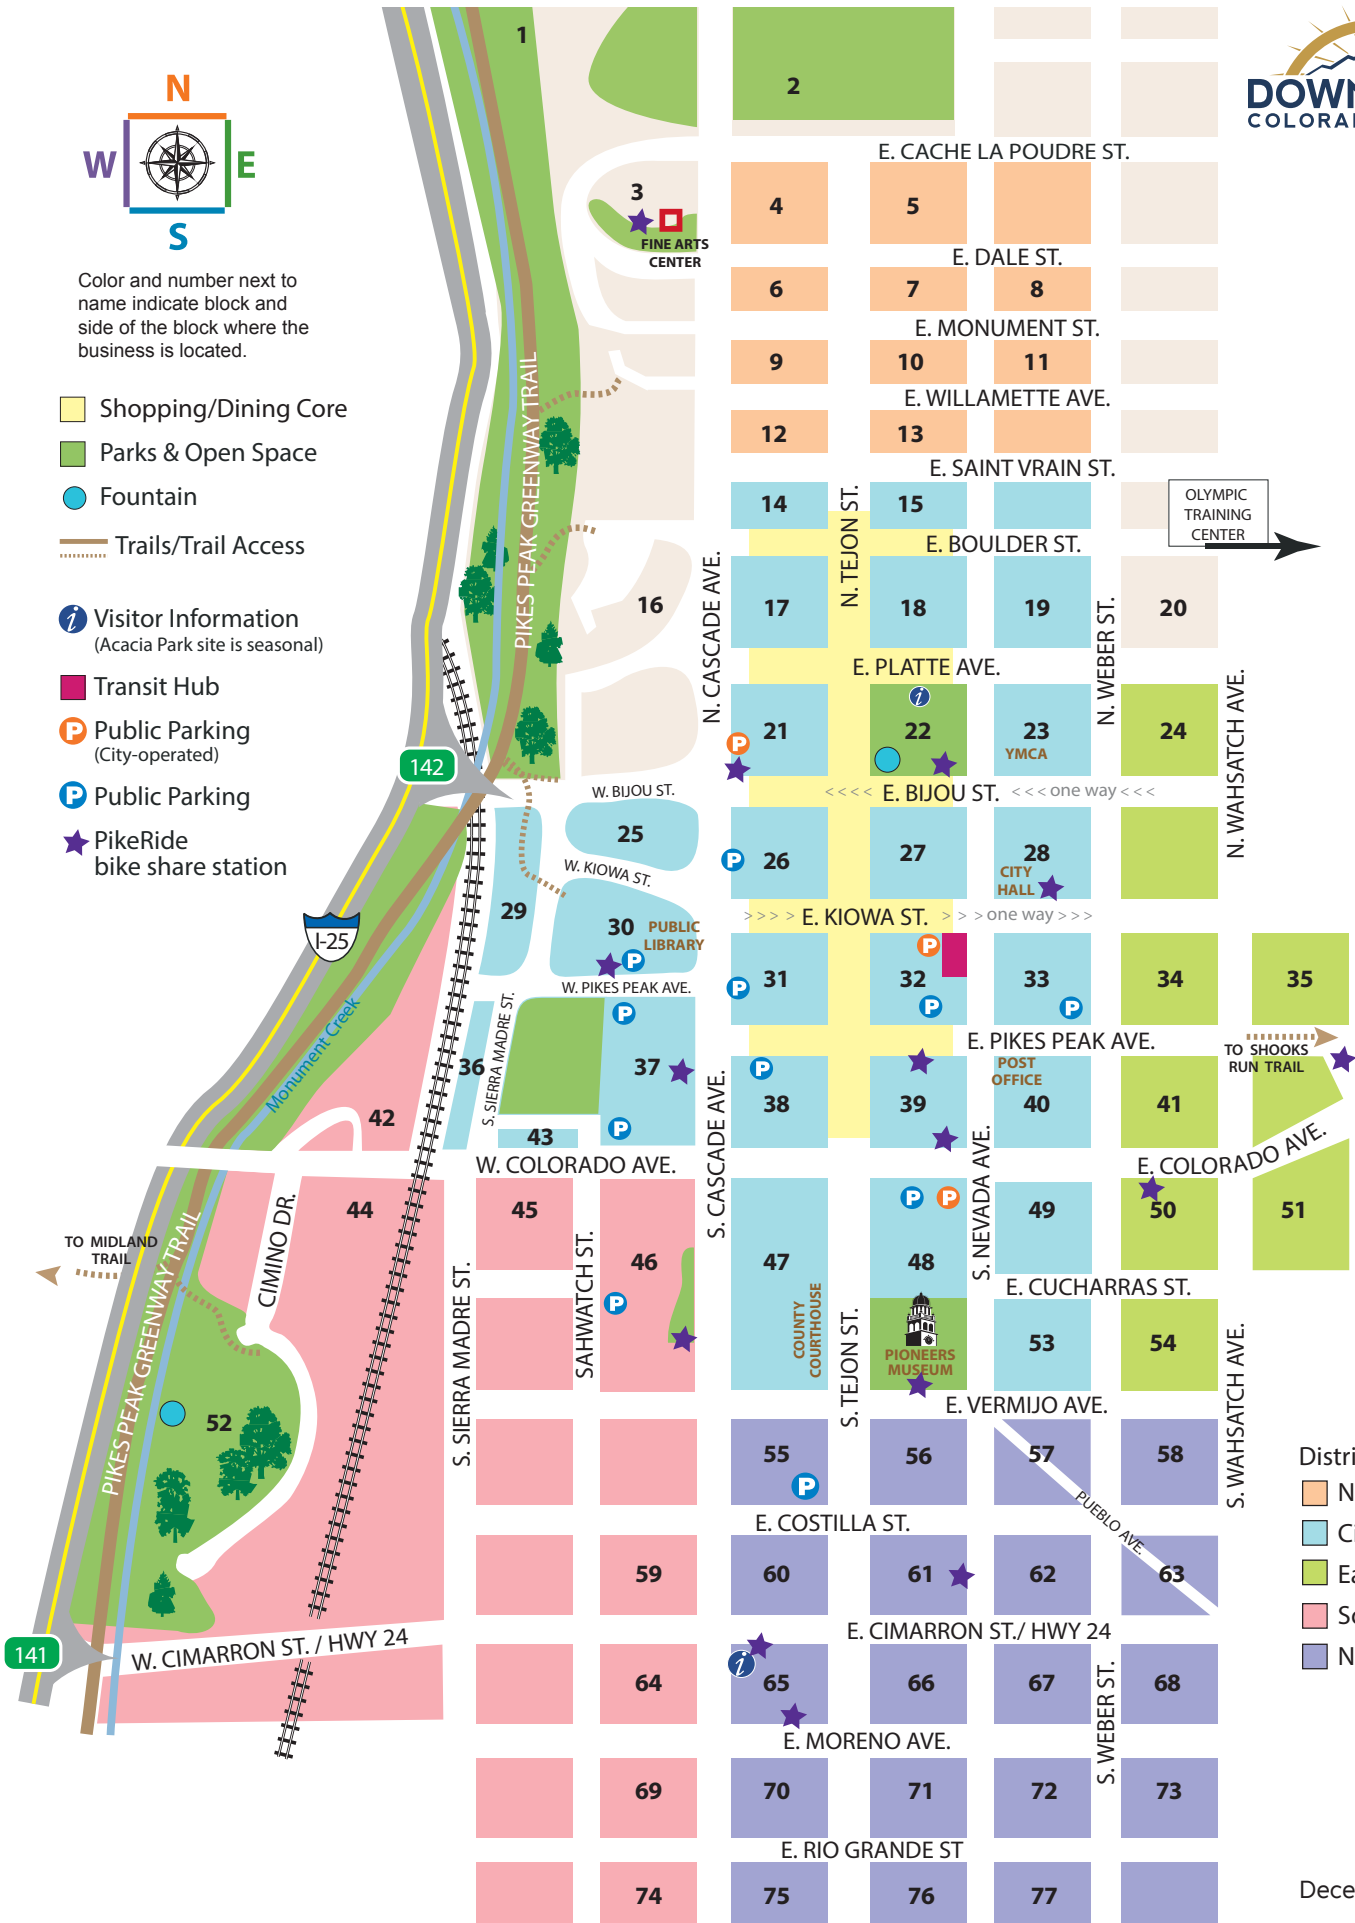 1
2
DOWN
COLORA
N
W
E
S
E. CACHE LA POUDRE ST.
3
FINE ARTS
CENTER
4
5
E. DALE ST.
Color and number next to
name indicate block and
side of the block where the
business is located.
6
7
8
E. MONUMENT ST.
9
10
11
E. WILLAMETTE AVE.
Shopping/Dining Core
Parks & Open Space
Fountain
Trails/Trail Access
Visitor Information
(Acacia Park site is seasonal)
Transit Hub
P Public Parking
(City-operated)
P Public Parking
PikeRide
bike share station
PIKES PEAK GREENWAY TRAIL
12
13
E. SAINT VRAIN ST.
14
15
N. TEJON ST.
OLYMPIC
TRAINING
CENTER
E. BOULDER ST.
N. CASCADE AVE.
16
17
18
19
N. WEBER ST.
20
E. PLATTE AVE.
i
N. WAHSATCH AVE.
21
P
22
23
YMCA
24
142
W. BIJOU ST.
<<<< E. BIJOU ST. <<< one way <<<
25
P
26
27
28
CITY
HALL
W. KIOWA ST.
29
30
PUBLIC
LIBRARY
P
>>>> E. KIOWA ST. >>> one way >>>
I-25
P
31
P
32
P
33
P
34
35
W. PIKES PEAK AVE.
E. PIKES PEAK AVE.
TO SHOOKS
RUN TRAIL
Monument Creek
36
S. SIERRA MADRE ST.
P
37
P
P
38
39
POST
OFFICE
40
41
42
43
S. CASCADE AVE.
W. COLORADO AVE.
E. COLORADO AVE.
S. NEVADA AVE.
44
45
46
P
47
COUNTY
COURTHOUSE
P
P
48
49
50
51
CIMINO DR.
TO MIDLAND
TRAIL
PIKES PEAK GREENWAY TRAIL
S. SIERRA MADRE ST.
SAHWATCH ST.
E. CUCHARRAS ST.
S. TEJON ST.
PIONEERS
MUSEUM
53
54
S. WAHSATCH AVE.
52
E. VERMIJO AVE.
55
P
56
57
58
PUEBLO AVE.
Distri
N
Ci
Ea
So
N
E. COSTILLA ST.
59
60
61
62
63
141
W. CIMARRON ST. / HWY 24
E. CIMARRON ST./ HWY 24
64
i
65
66
67
S. WEBER ST.
68
E. MORENO AVE.
69
70
71
72
73
E. RIO GRANDE ST
74
75
76
77
Dece